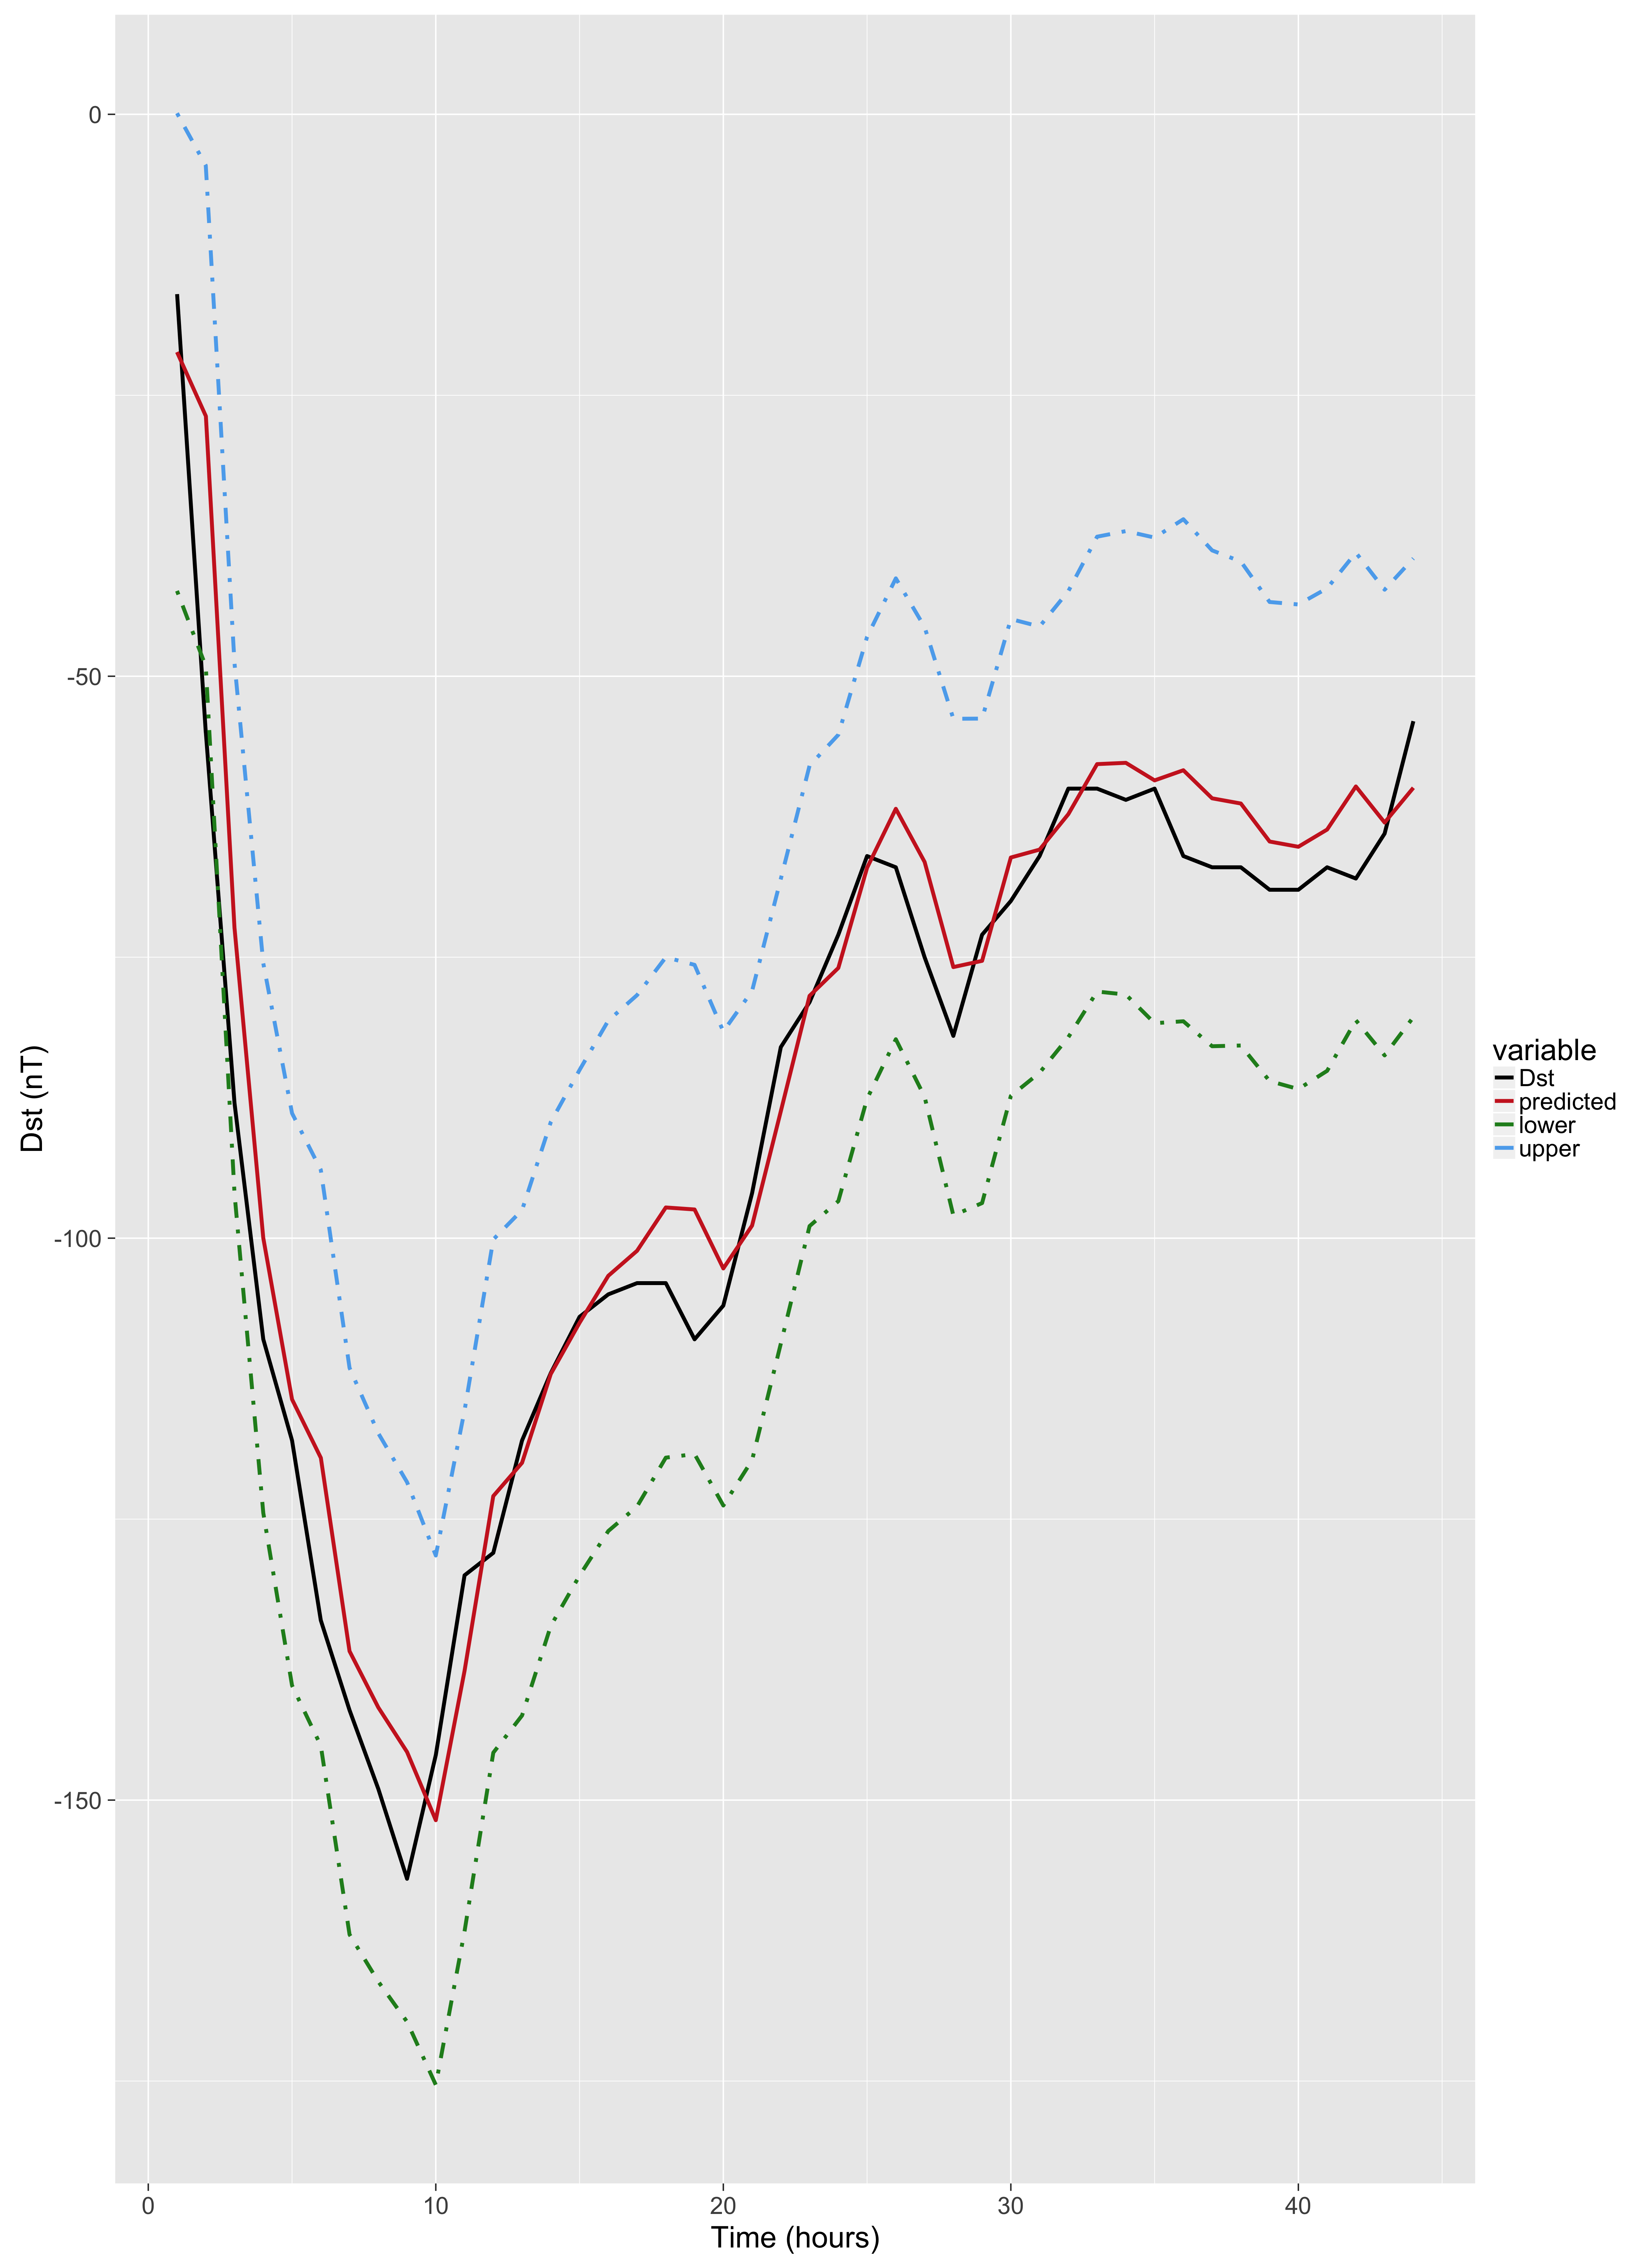 0
-50
-100
-150
Dst (nT)
0 10 20 30 40
Time (hours)
variable
Dst
predicted
lower
upper